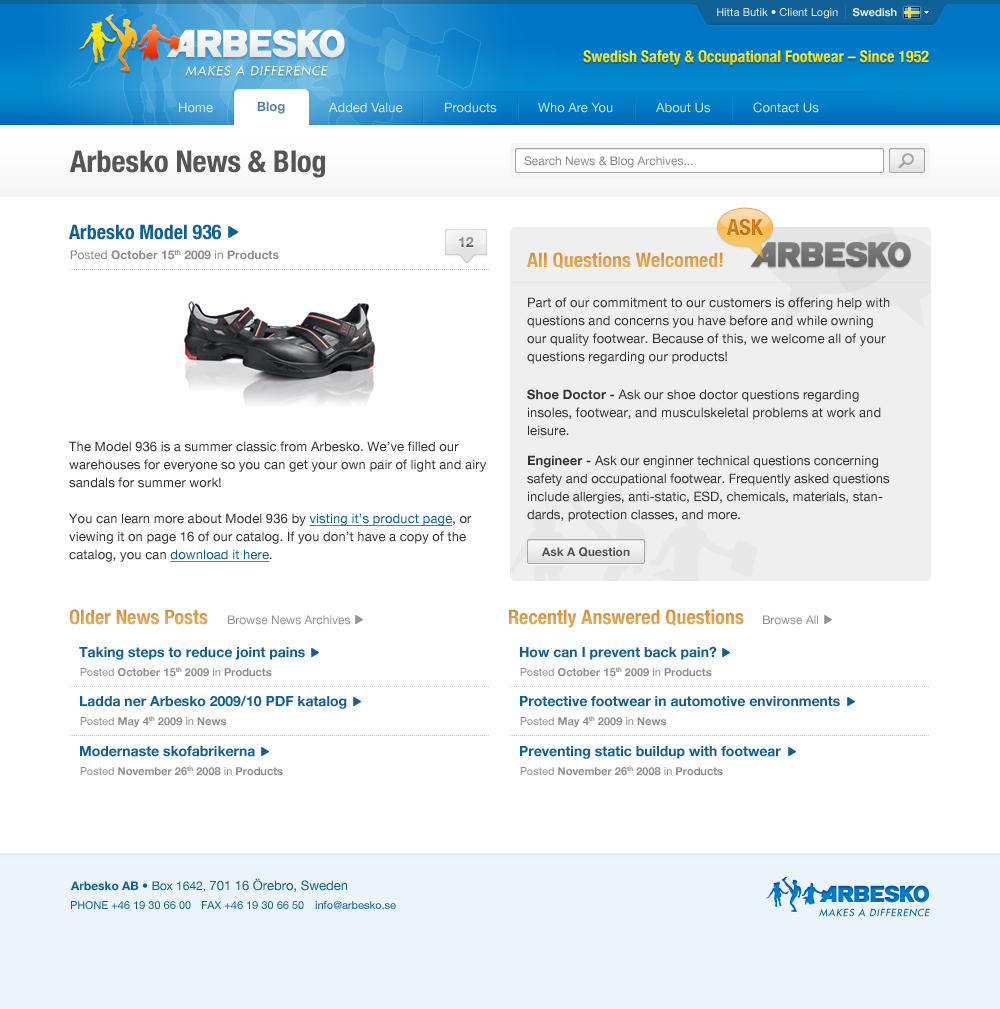 Hitta Butik • Client Login Swedish
ARBESKO
MAKES A DIFFERENCE
Swedish Safety & Occupational Footwear – Since 1952
Home Blog Added Value Products Who Are You About Us Contact Us
Arbesko News & Blog
Search News & Blog Archives...
Arbesko Model 936
Posted October 15th 2009 in Products
12
The Model 936 is a summer classic from Arbesko. We've filled our
warehouses for everyone so you can get your own pair of light and airy
sandals for summer work!
You can learn more about Model 936 by visting it's product page, or
viewing it on page 16 of our catalog. If you don't have a copy of the
catalog, you can download it here.
ASK
ARBESKO
All Questions Welcomed!
Part of our commitment to our customers is offering help with
questions and concerns you have before and while owning
our quality footwear. Because of this, we welcome all of your
questions regarding our products!
Shoe Doctor - Ask our shoe doctor questions regarding
insoles, footwear, and musculskeletal problems at work and
leisure.
Engineer - Ask our enginner technical questions concerning
safety and occupational footwear. Frequently asked questions
include allergies, anti-static, ESD, chemicals, materials, stan-
dards, protection classes, and more.
Ask A Question
Older News Posts Browse News Archives
Taking steps to reduce joint pains
Posted October 15th 2009 in Products
Ladda ner Arbesko 2009/10 PDF katalog
Posted May 4th 2009 in News
Modernaste skofabrikerna
Posted November 26th 2008 in Products
Recently Answered Questions Browse All
How can I prevent back pain?
Posted October 15th 2009 in Products
Protective footwear in automotive environments
Posted May 4th 2009 in News
Preventing static buildup with footwear
Posted November 26th 2008 in Products
Arbesko AB • Box 1642, 701 16 Örebro, Sweden
PHONE +46 19 30 66 00 FAX +46 19 30 66 50 info@arbesko.se
ARBESKO
MAKES A DIFFERENCE